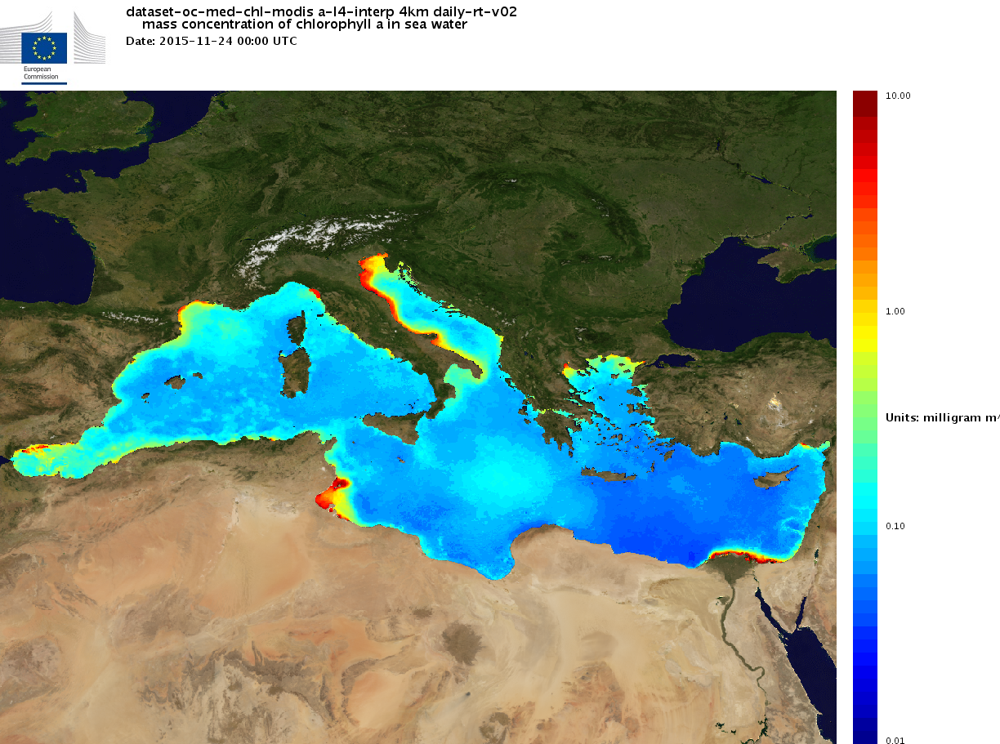 dataset-oc-med-chl-modis a-l4-interp 4km daily-rt-v02
mass concentration of chlorophyll a in sea water
Date: 2015-11-24 00:00 UTC
European
Commission
10.00
1.00
Units: milligram
0.10
0.01